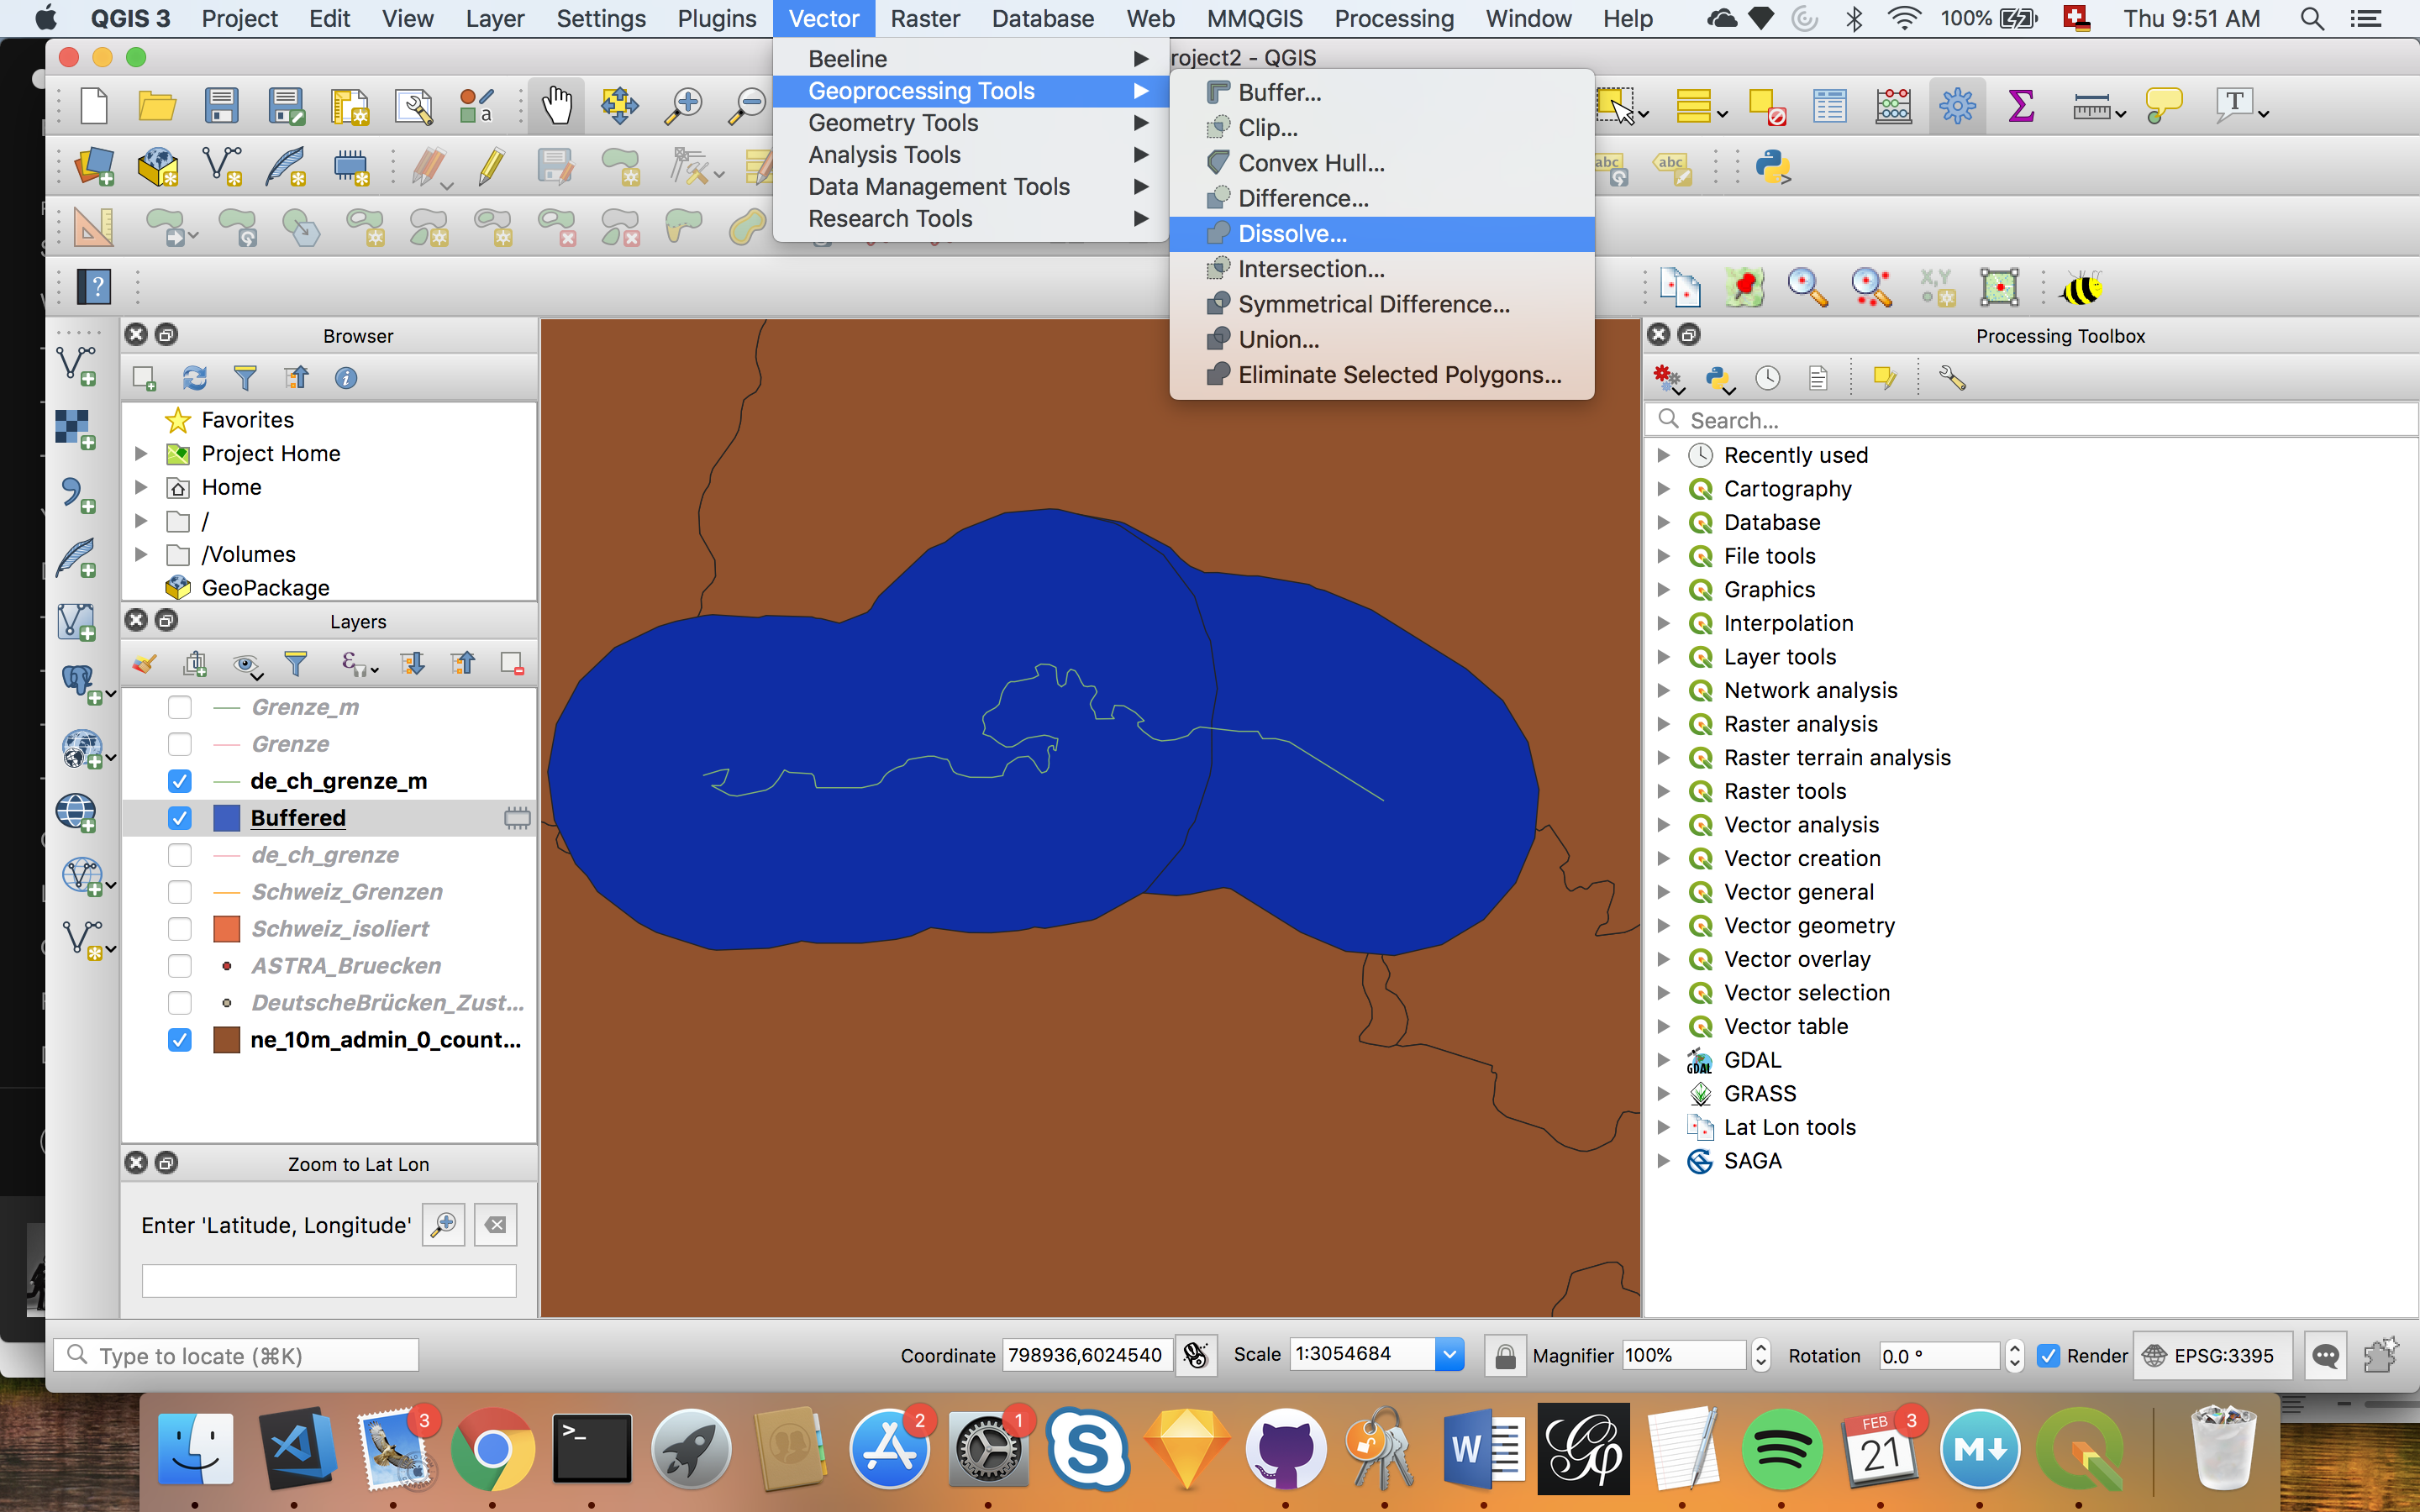 QGIS 3 Project Edit View Layer Settings Plugins Vector Raster Database Web MMQGIS Processing Window Help 100% Thu 9:51 AM
roject2 - QGIS
Beeline
Geoprocessing Tools
Geometry Tools
Analysis Tools
Data Management Tools
Research Tools
Buffer...
Clip...
Convex Hull...
Difference...
Dissolve...
Intersection...
Symmetrical Difference...
Union...
Eliminate Selected Polygons...
a
T
abc
abc
?
X,Y
Browser
Favorites
Project Home
Home
/
/Volumes
GeoPackage
Layers
Grenze_m
Grenze
de_ch_grenze_m
Buffered
de_ch_grenze
Schweiz_Grenzen
Schweiz_isoliert
ASTRA_Bruecken
DeutscheBrücken_Zust...
ne_10m_admin_0_count...
Zoom to Lat Lon
Enter 'Latitude, Longitude'
Processing Toolbox
Search...
Recently used
Cartography
Database
File tools
Graphics
Interpolation
Layer tools
Network analysis
Raster analysis
Raster terrain analysis
Raster tools
Vector analysis
Vector creation
Vector general
Vector geometry
Vector overlay
Vector selection
Vector table
GDAL
GDAL
GRASS
Lat Lon tools
SAGA
Type to locate (⌘K)
Coordinate 798936,6024540 Scale 1:3054684 Magnifier 100% Rotation 0.0 ° Render EPSG:3395
3
>_
2
1
S
W
FEB
3
21
M